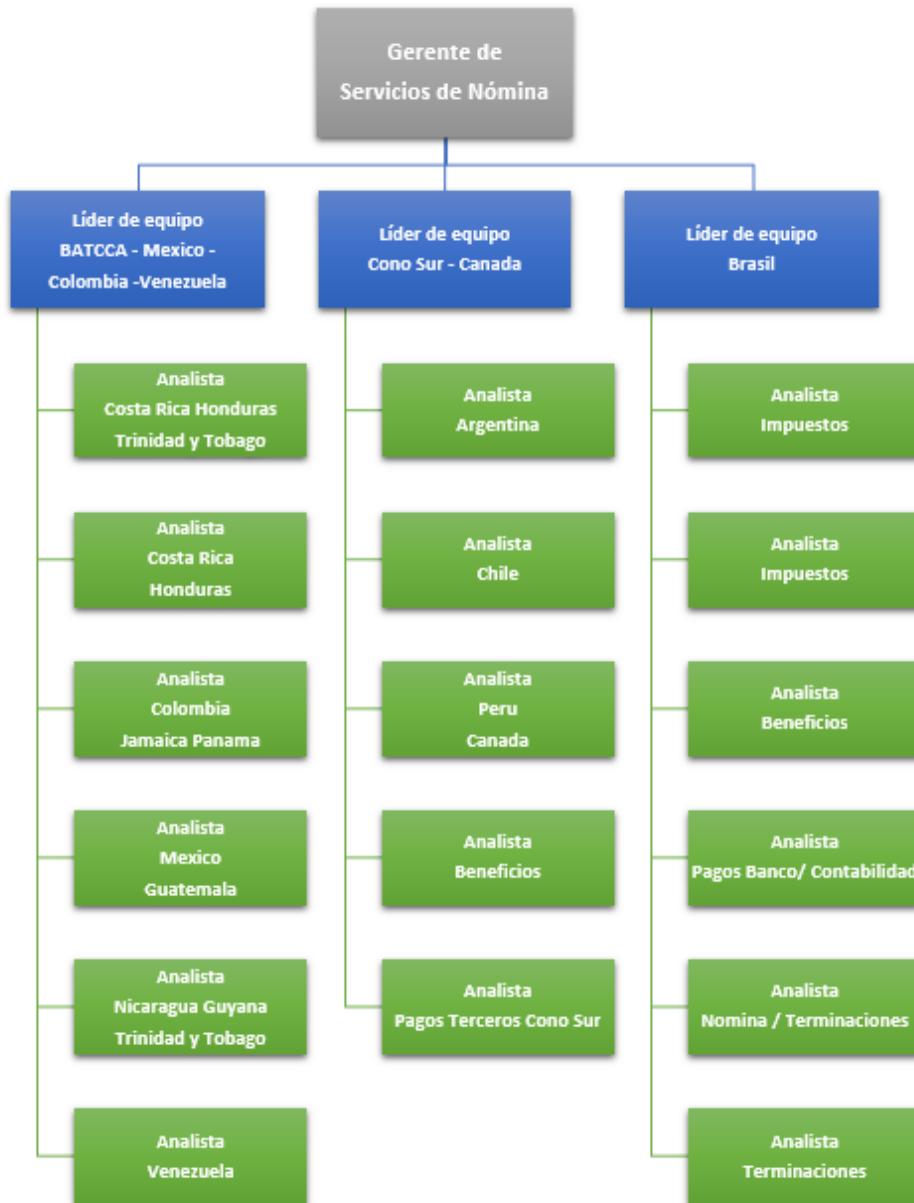 Gerente de
Servicios de Nómina
Líder de equipo
BATCCA - Mexico -
Colombia -Venezuela
Líder de equipo
Cono Sur - Canada
Líder de equipo
Brasil
Analista
Costa Rica Honduras
Trinidad y Tobago
Analista
Costa Rica
Honduras
Analista
Colombia
Jamaica Panama
Analista
Mexico
Guatemala
Analista
Nicaragua Guyana
Trinidad y Tobago
Analista
Venezuela
Analista
Argentina
Analista
Chile
Analista
Peru
Canada
Analista
Beneficios
Analista
Pagos Terceros Cono Sur
Analista
Impuestos
Analista
Impuestos
Analista
Beneficios
Analista
Pagos Banco/ Contabilidad
Analista
Nomina / Terminaciones
Analista
Terminaciones